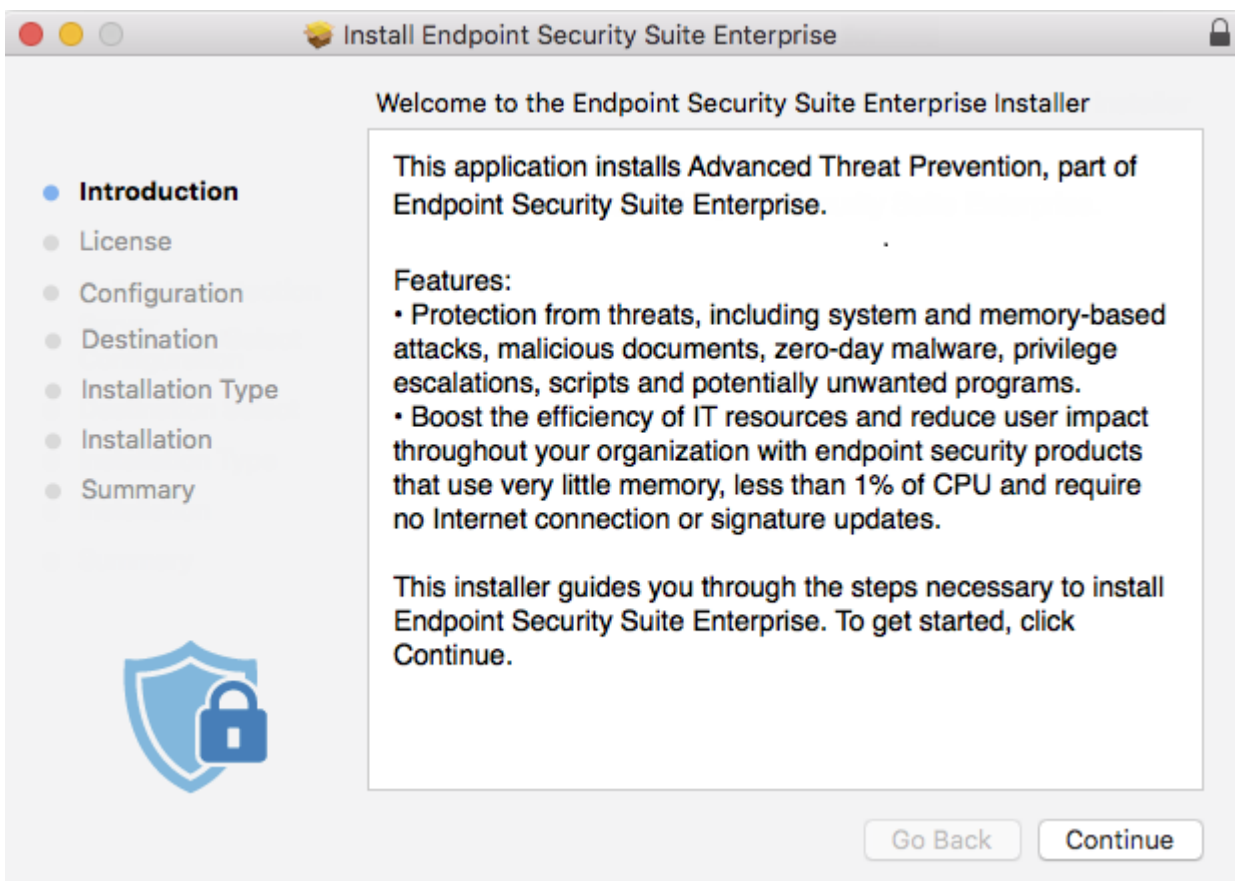 Install Endpoint Security Suite Enterprise
Welcome to the Endpoint Security Suite Enterprise Installer
Introduction
License
Configuration
Destination
Installation Type
Installation
Summary
This application installs Advanced Threat Prevention, part of
Endpoint Security Suite Enterprise.
.
Features:
• Protection from threats, including system and memory-based
attacks, malicious documents, zero-day malware, privilege
escalations, scripts and potentially unwanted programs.
• Boost the efficiency of IT resources and reduce user impact
throughout your organization with endpoint security products
that use very little memory, less than 1% of CPU and require
no Internet connection or signature updates.
This installer guides you through the steps necessary to install
Endpoint Security Suite Enterprise. To get started, click
Continue.
Go Back
Continue